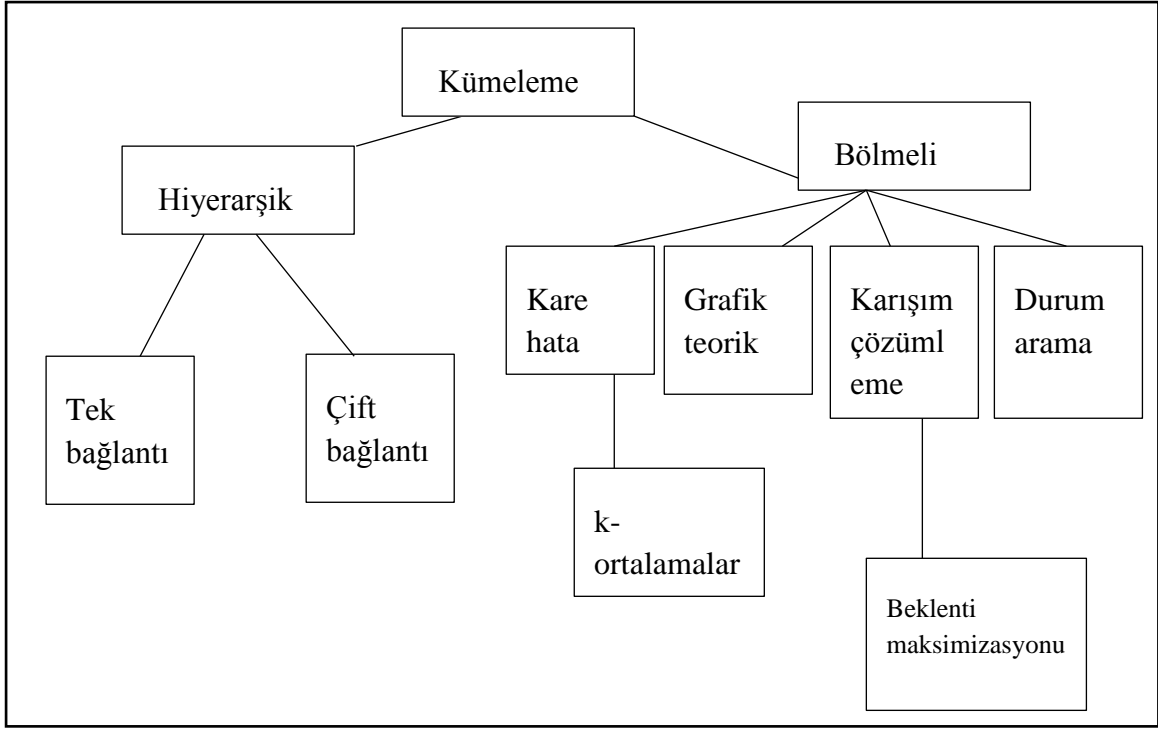 Kümeleme
Bölmeli
Hiyerarşik
Kare
hata
Grafik
teorik
Karışım
çözüml
eme
Durum
arama
Tek
bağlantı
Çift
bağlantı
k-
ortalamalar
Beklenti
maksimizasyonu